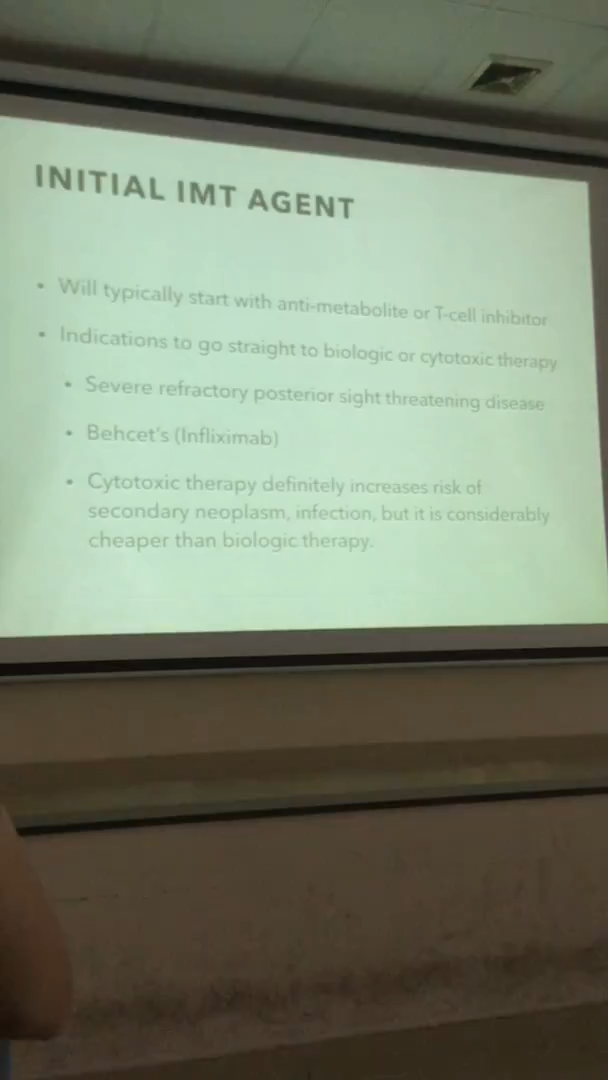 INITIAL IMT AGENT
• Will typically start with anti-metabolite or T-cell inhibitor
• Indications to go straight to biologic or cytotoxic therapy
• Severe refractory posterior sight threatening disease
• Behcet's (Infliximab)
• Cytotoxic therapy definitely increases risk of
secondary neoplasm, infection, but it is considerably
cheaper than biologic therapy.